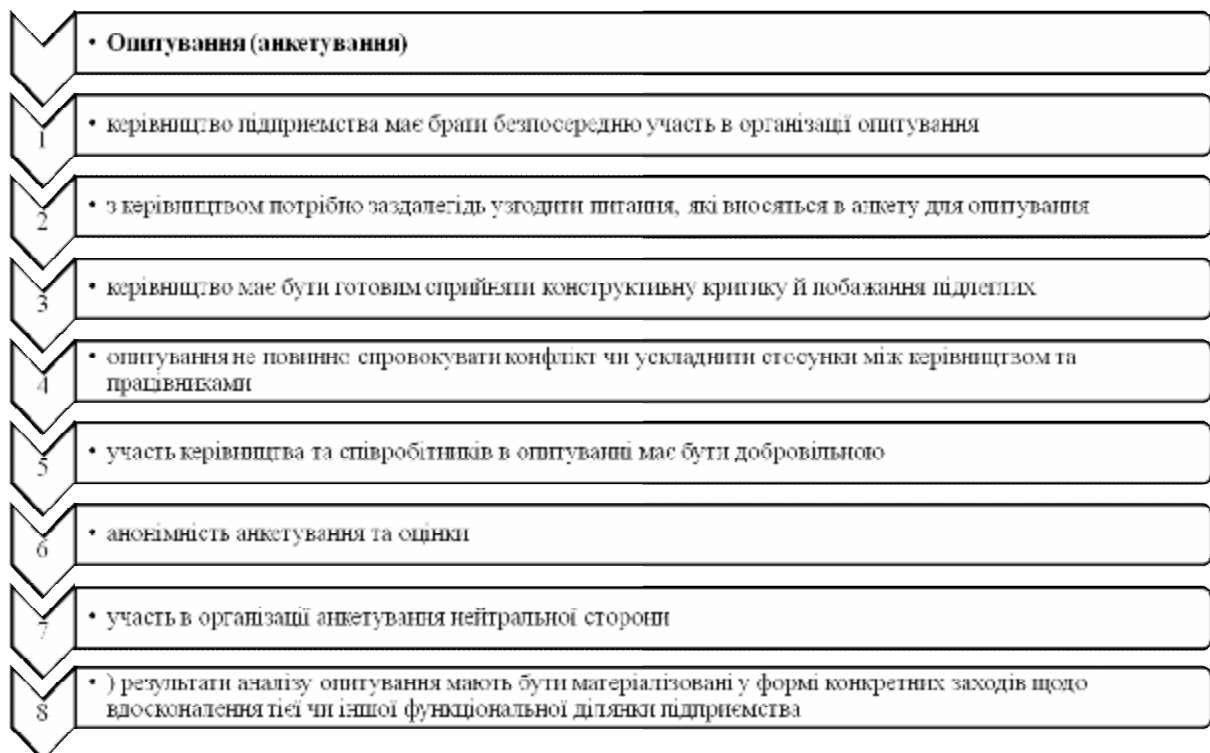 • Опитування (анкетування)
1
• керівництво підприємства має брати безпосередню участь в організації опитування
2
• з керівництвом потрібно заздалегідь узгодити питання, які вносяться в анкету для опитування
3
• керівництво має бути готовим сприйняти конструктивну критику й побажання підлеглих
4
• опитування не повинно спровокувати конфлікт чи ускладнити стосунки між керівництвом та
працівниками
5
• участь керівництва та співробітників в опитуванні має бути добровільною
6
• анонімність анкетування та оцінки
7
• участь в організації анкетування нейтральної сторони
8
• ) результати аналізу опитування мають бути матеріалізовані у формі конкретних заходів щодо
вдосконалення тієї чи іншої функціональної ділянки підприємства